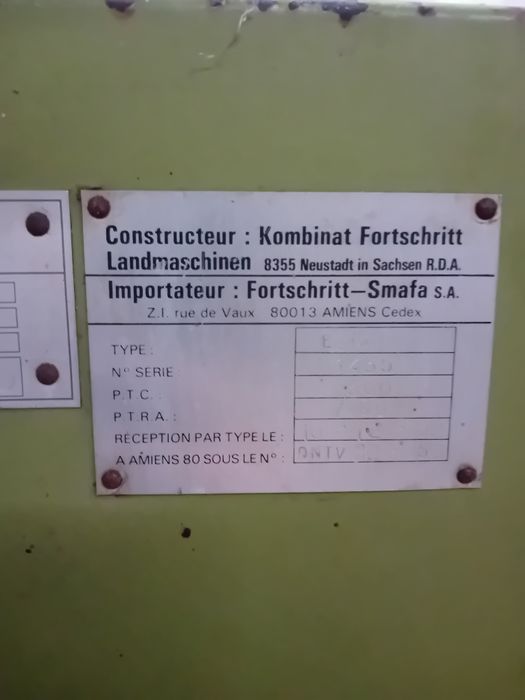 Constructeur : Kombinat Fortschritt
Landmaschinen 8355 Neustadt in Sachsen R.D.A.
Importateur : Fortschritt—Smafa S.A.
Z.I. rue de Vaux 80013 AMIENS Cedex
TYPE :
N° SERIE :
P.T.C. :
P.T.R.A. :
RÉCEPTION PAR TYPE LE :
A AMIENS 80 SOUS LE N° :